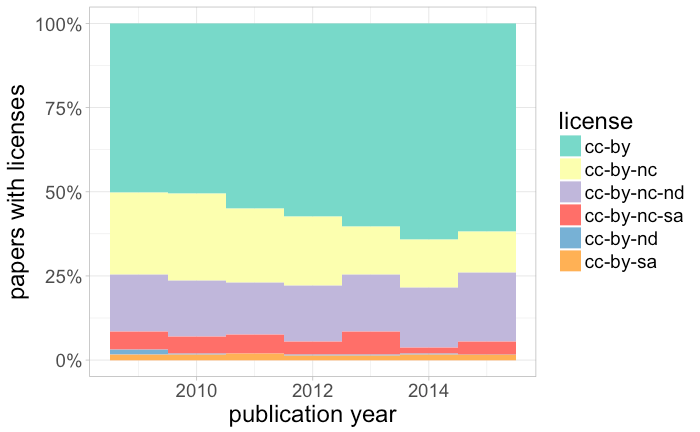 papers with licenses
100%
75%
50%
25%
0%
2010
2012
2014
publication year
license
cc-by
cc-by-nc
cc-by-nc-nd
cc-by-nc-sa
cc-by-nd
cc-by-sa